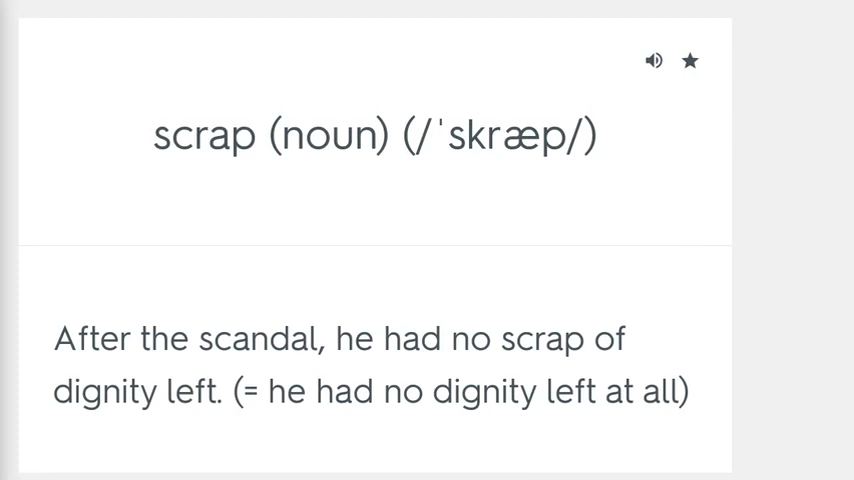 scrap (noun) (/ˈskræp/)
After the scandal, he had no scrap of
dignity left. (= he had no dignity left at all)